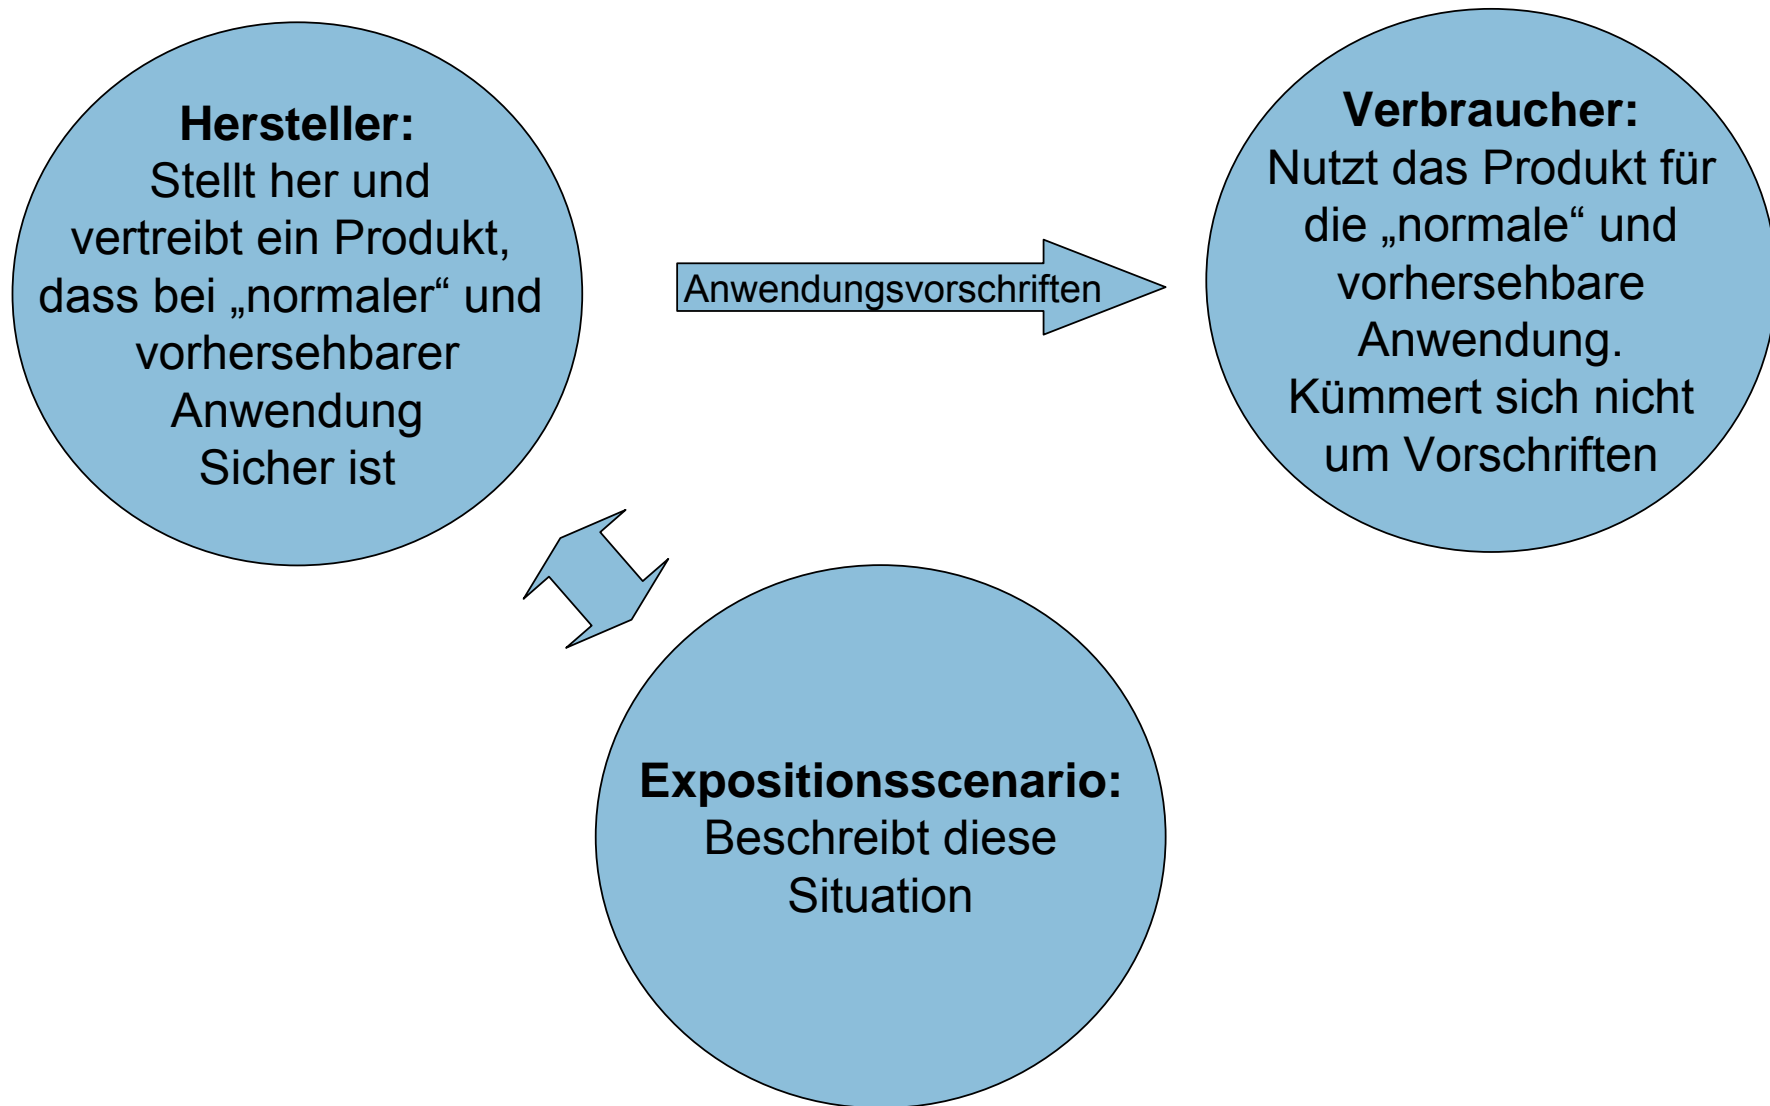 Hersteller:
Stellt her und
vertreibt ein Produkt,
dass bei „normaler“ und
vorhersehbarer
Anwendung
Sicher ist
Anwendungsvorschriften
Verbraucher:
Nutzt das Produkt für
die „normale“ und
vorhersehbare
Anwendung.
Kümmert sich nicht
um Vorschriften
Expositionsscenario:
Beschreibt diese
Situation